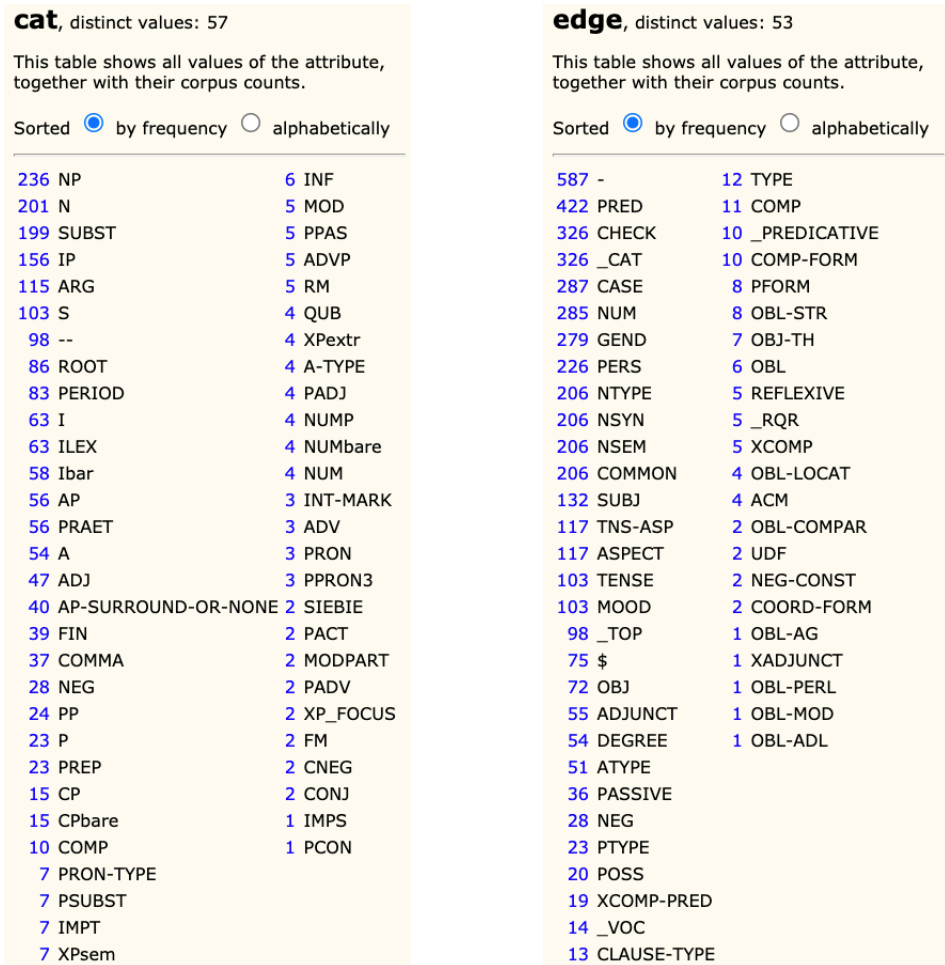 cat, distinct values: 57
This table shows all values of the attribute,
together with their corpus counts.
Sorted by frequency alphabetically
236 NP
201 N
199 SUBST
156 IP
115 ARG
103 S
98 --
86 ROOT
83 PERIOD
63 I
63 ILEX
58 Ibar
56 AP
56 PRAET
54 A
47 ADJ
40 AP-SURROUND-OR-NONE
39 FIN
37 COMMA
28 NEG
24 PP
23 P
23 PREP
15 CP
15 CPbare
10 COMP
7 PRON-TYPE
7 PSUBST
7 IMPT
7 XPsem
6 INF
5 MOD
5 PPAS
5 ADVP
5 RM
4 QUB
4 XPextr
4 A-TYPE
4 PADJ
4 NUMP
4 NUMbare
4 NUM
3 INT-MARK
3 ADV
3 PRON
3 PPRON3
2 SIEBIE
2 PACT
2 MODPART
2 PADV
2 XP_FOCUS
2 FM
2 CNEG
2 CONJ
1 IMPS
1 PCON
edge, distinct values: 53
This table shows all values of the attribute,
together with their corpus counts.
Sorted by frequency alphabetically
587 -
422 PRED
326 CHECK
326 _CAT
287 CASE
285 NUM
279 GEND
226 PERS
206 NTYPE
206 NSYN
206 NSEM
206 COMMON
132 SUBJ
117 TNS-ASP
117 ASPECT
103 TENSE
103 MOOD
98 _TOP
75 $
72 OBJ
55 ADJUNCT
54 DEGREE
51 ATYPE
36 PASSIVE
28 NEG
23 PTYPE
20 POSS
19 XCOMP-PRED
14 _VOC
13 CLAUSE-TYPE
12 TYPE
11 COMP
10 _PREDICATIVE
10 COMP-FORM
8 PFORM
8 OBL-STR
7 OBJ-TH
6 OBL
5 REFLEXIVE
5 _RQR
5 XCOMP
4 OBL-LOCAT
4 ACM
2 OBL-COMPAR
2 UDF
2 NEG-CONST
2 COORD-FORM
1 OBL-AG
1 XADJUNCT
1 OBL-PERL
1 OBL-MOD
1 OBL-ADL